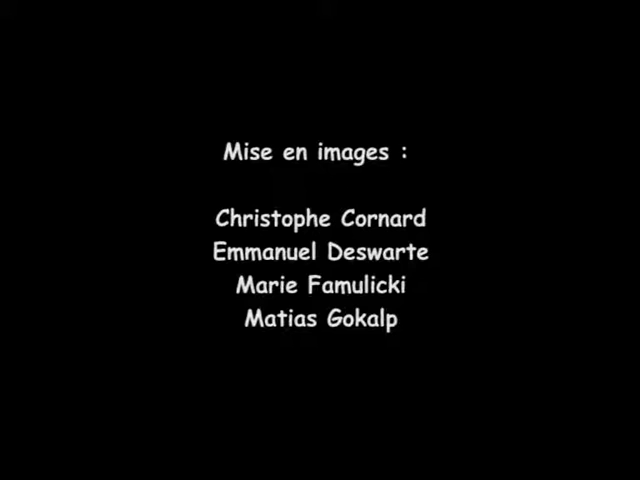 Mise en images :
Christophe Cornard
Emmanuel Deswarte
Marie Famulicki
Matias Gokalp